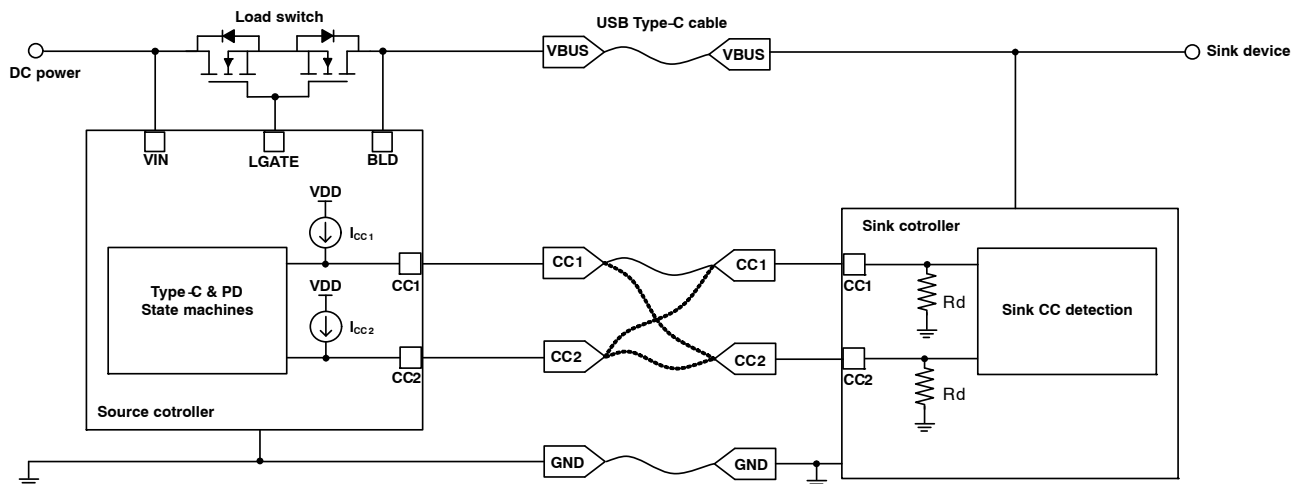 Load switch
USB Type-C cable
DC power
VBUS
VBUS
Sink device
VIN
LGATE
BLD
VDD
ICC1
Sink cotroller
CC1
CC1
CC1
CC1
Type-C & PD
State machines
VDD
Rd
Sink CC detection
ICC2
CC2
CC2
CC2
CC2
Rd
Source cotroller
GND
GND